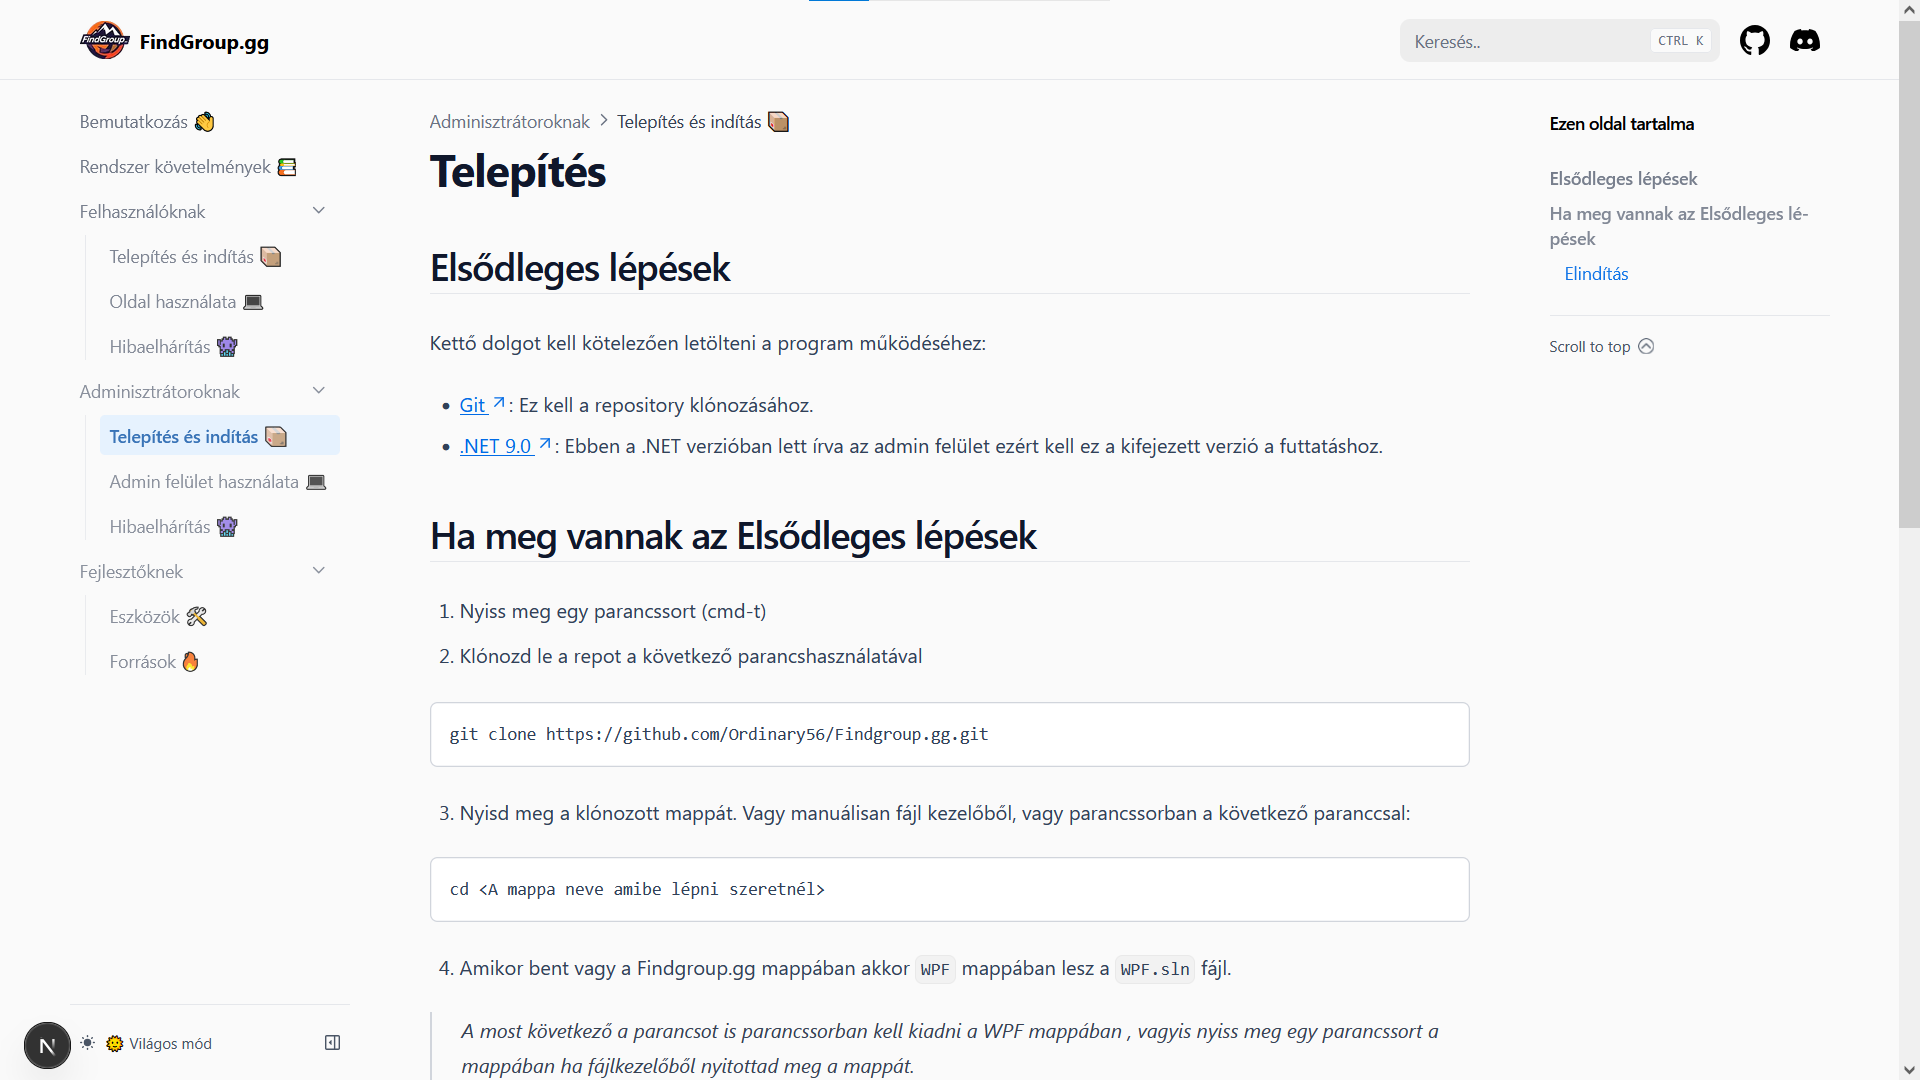 FindGroup.gg
FindGroup.gg
Keresés..
CTRL K
Bemutatkozás 👋
Rendszer követelmények 📚
Felhasználóknak
Telepítés és indítás 📦
Oldal használata 💻
Hibaelhárítás 👾
Adminisztrátoroknak
Telepítés és indítás 📦
Admin felület használata 💻
Hibaelhárítás 👾
Fejlesztőknek
Eszközök 🛠️
Források 🔥
N
🌞 Világos mód
Adminisztrátoroknak > Telepítés és indítás 📦
Telepítés
Elsődleges lépések
Kettő dolgot kell kötelezően letölteni a program működéséhez:
• Git ↗: Ez kell a repository klónozásához.
• .NET 9.0 ↗: Ebben a .NET verzióban lett írva az admin felület ezért kell ez a kifejezett verzió a futtatáshoz.
Ha meg vannak az Elsődleges lépések
1. Nyiss meg egy parancssort (cmd-t)
2. Klónozd le a repot a következő parancshasználatával
git clone https://github.com/Ordinary56/Findgroup.gg.git
3. Nyisd meg a klónozott mappát. Vagy manuálisan fájl kezelőből, vagy parancssorban a következő paranccsal:
cd <A mappa neve amibe lépni szeretnél>
4. Amikor bent vagy a Findgroup.gg mappában akkor WPF mappában lesz a WPF.sln fájl.
A most következő a parancsot is parancssorban kell kiadni a WPF mappában , vagyis nyiss meg egy parancssort a
mappában ha fájlkezelőből nyitottad meg a mappát.
Ezen oldal tartalma
Elsődleges lépések
Ha meg vannak az Elsődleges lé-
pések
Elindítás
Scroll to top